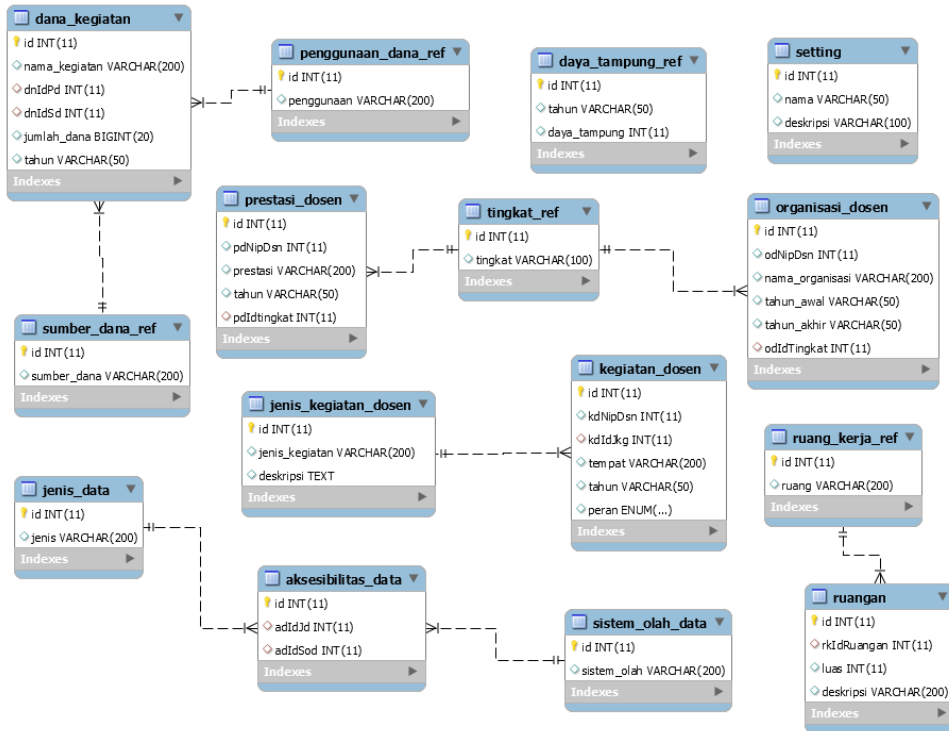 dana_kegiatan
id INT(11)
nama_kegiatan VARCHAR(200)
dnIdPd INT(11)
dnIdSd INT(11)
jumlah_dana BIGINT(20)
tahun VARCHAR(50)
Indexes
penggunaan_dana_ref
id INT(11)
penggunaan VARCHAR(200)
Indexes
daya_tampung_ref
id INT(11)
tahun VARCHAR(50)
daya_tampung INT(11)
Indexes
setting
id INT(11)
nama VARCHAR(50)
deskripsi VARCHAR(100)
Indexes
prestasi_dosen
id INT(11)
pdNipDsn INT(11)
prestasi VARCHAR(200)
tahun VARCHAR(50)
pdIdtingkat INT(11)
Indexes
tingkat_ref
id INT(11)
tingkat VARCHAR(100)
Indexes
organisasi_dosen
id INT(11)
odNipDsn INT(11)
nama_organisasi VARCHAR(200)
tahun_awal VARCHAR(50)
tahun_akhir VARCHAR(50)
odIdTingkat INT(11)
Indexes
sumber_dana_ref
id INT(11)
sumber_dana VARCHAR(200)
Indexes
jenis_kegiatan_dosen
id INT(11)
jenis_kegiatan VARCHAR(200)
deskripsi TEXT
Indexes
kegiatan_dosen
id INT(11)
kdNipDsn INT(11)
kdIdJkg INT(11)
tempat VARCHAR(200)
tahun VARCHAR(50)
peran ENUM(...)
Indexes
ruang_kerja_ref
id INT(11)
ruang VARCHAR(200)
Indexes
jenis_data
id INT(11)
jenis VARCHAR(200)
Indexes
aksesibilitas_data
id INT(11)
adIdJd INT(11)
adIdSod INT(11)
Indexes
sistem_olah_data
id INT(11)
sistem_olah VARCHAR(200)
Indexes
ruangan
id INT(11)
rkIdRuangan INT(11)
luas INT(11)
deskripsi VARCHAR(200)
Indexes